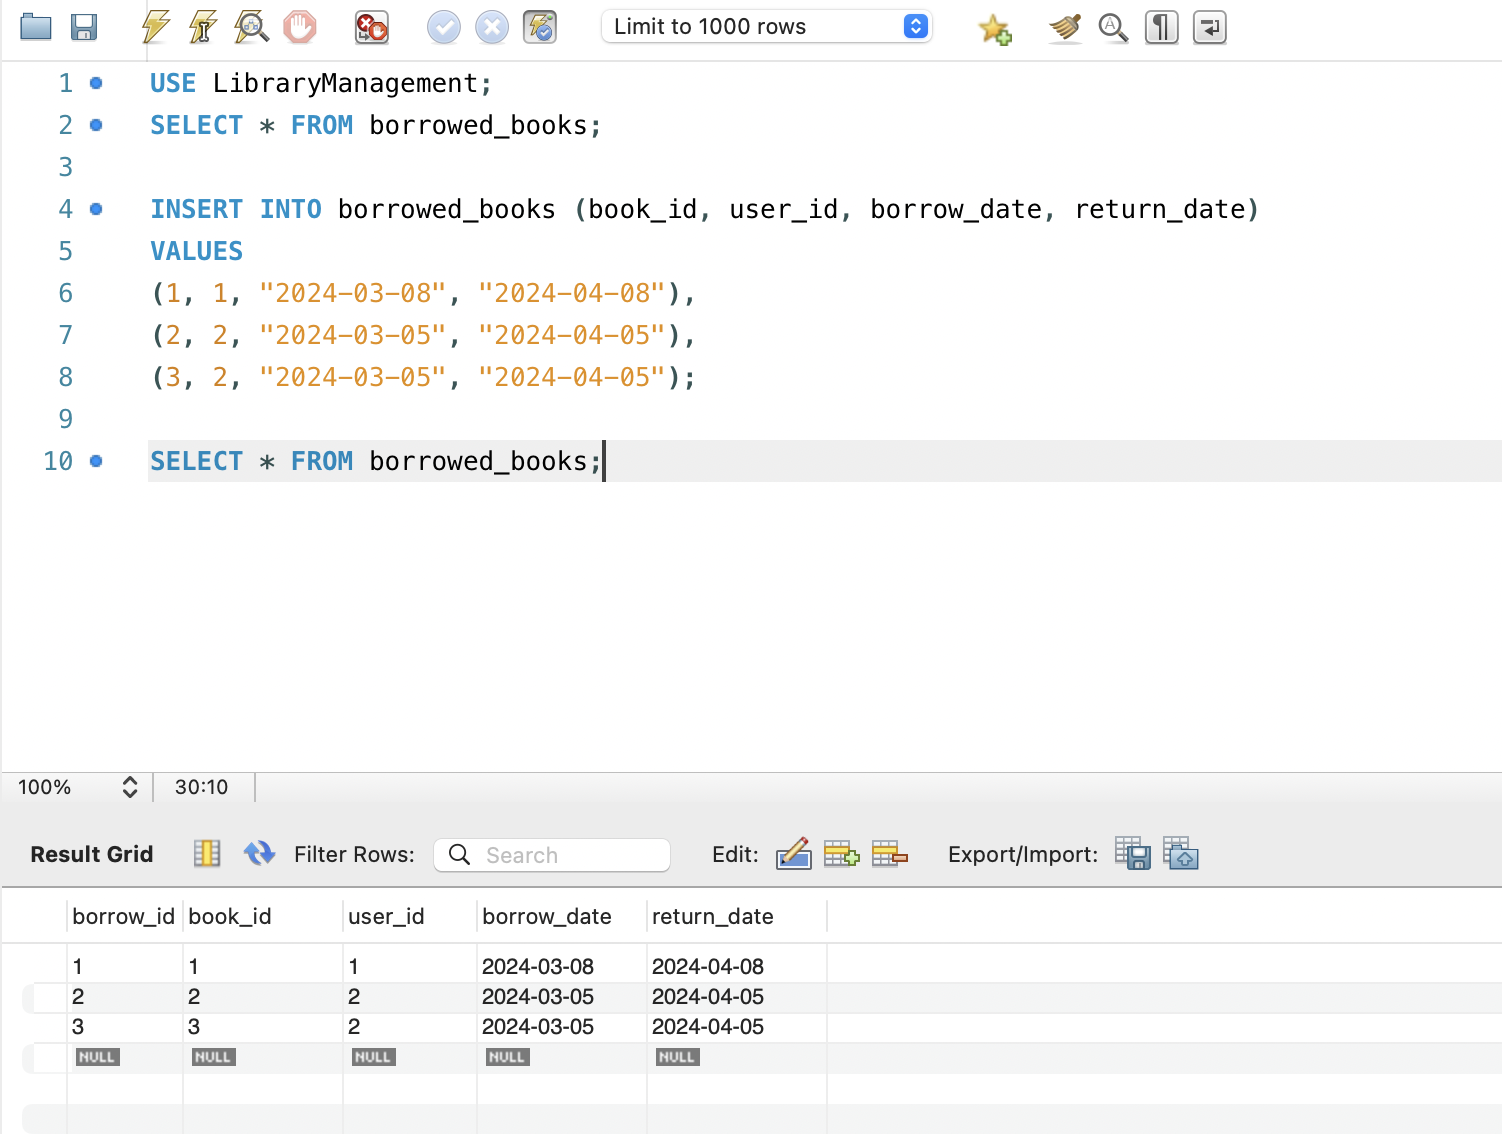 Limit to 1000 rows
1 USE LibraryManagement;
2 SELECT * FROM borrowed_books;
3
4 INSERT INTO borrowed_books (book_id, user_id, borrow_date, return_date)
5 VALUES
6 (1, 1, "2024-03-08", "2024-04-08"),
7 (2, 2, "2024-03-05", "2024-04-05"),
8 (3, 2, "2024-03-05", "2024-04-05");
9
10 SELECT * FROM borrowed_books;
100% 30:10
Result Grid Filter Rows: Search Edit: Export/Import:
borrow_id book_id user_id borrow_date return_date
1 1 1 2024-03-08 2024-04-08
2 2 2 2024-03-05 2024-04-05
3 3 2 2024-03-05 2024-04-05
NULL NULL NULL NULL NULL